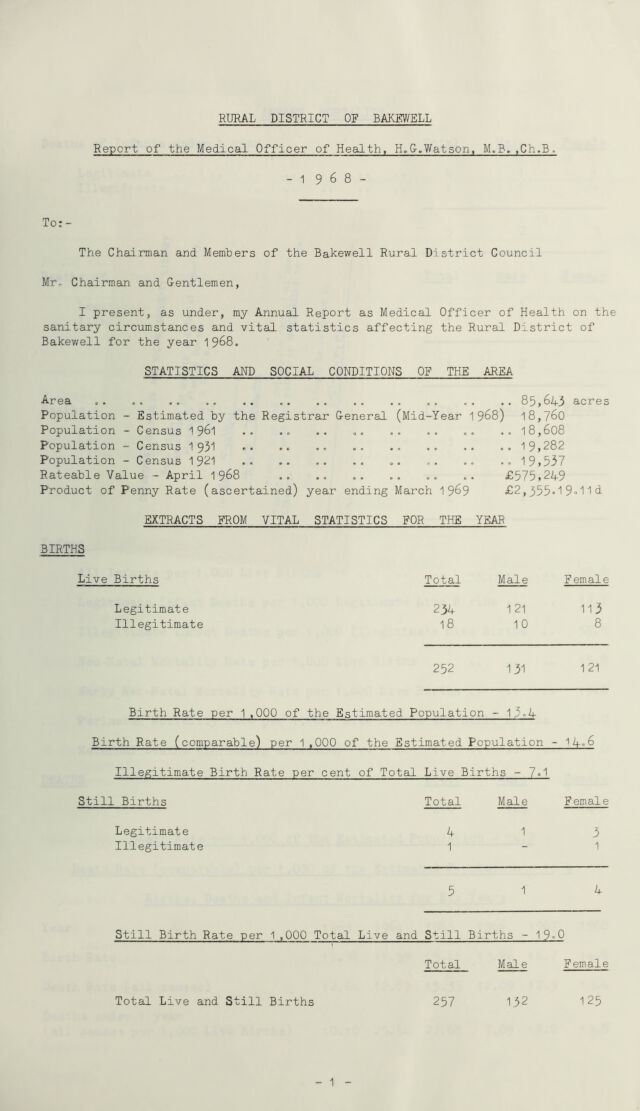 RURAL DISTRICT OF BAKEWELL
Report of the Medical Officer of Health, H.G.Watson, M.B.,Ch.B.
- 1 9 6 8 -
To:-
The Chairman and Members of the Bakewell Rural District Council
Mr. Chairman and Gentlemen,
I present, as under, my Annual Report as Medical Officer of Health on the
sanitary circumstances and vital statistics affecting the Rural District of
Bakewell for the year 1968.
STATISTICS AND SOCIAL CONDITIONS OF THE AREA
Area .. .. .. .. .. .. .. .. .. .. .. .. 85,643 acres
Population - Estimated by the Registrar General (Mid-Year 1968) 18,760
Population - Census 1961 .. .. .. .. .. .. .. .. 18,608
Population - Census 1931 .. .. .. .. .. .. .. .. 19,282
Population - Census 1921 .. .. .. .. .. .. .. .. 19,537
Rateable Value - April 1968 .. .. .. .. .. .. £575,249
Product of Penny Rate (ascertained) year ending March 1969 £2,355.19.11d
EXTRACTS FROM VITAL STATISTICS FOR THE YEAR
BIRTHS
Live Births Total Male Female
Legitimate 234 121 113
Illegitimate 18 10 8
252 131 121
Birth Rate per 1,000 of the Estimated Population - 13.4
Birth Rate (comparable) per 1,000 of the Estimated Population - 14.6
Illegitimate Birth Rate per cent of Total Live Births - 7.1
Still Births Total Male Female
Legitimate 4 1 3
Illegitimate 1 - 1
5 1 4
Still Birth Rate per 1,000 Total Live and Still Births - 19.0
Total Male Female
Total Live and Still Births 257 132 125
- 1 -